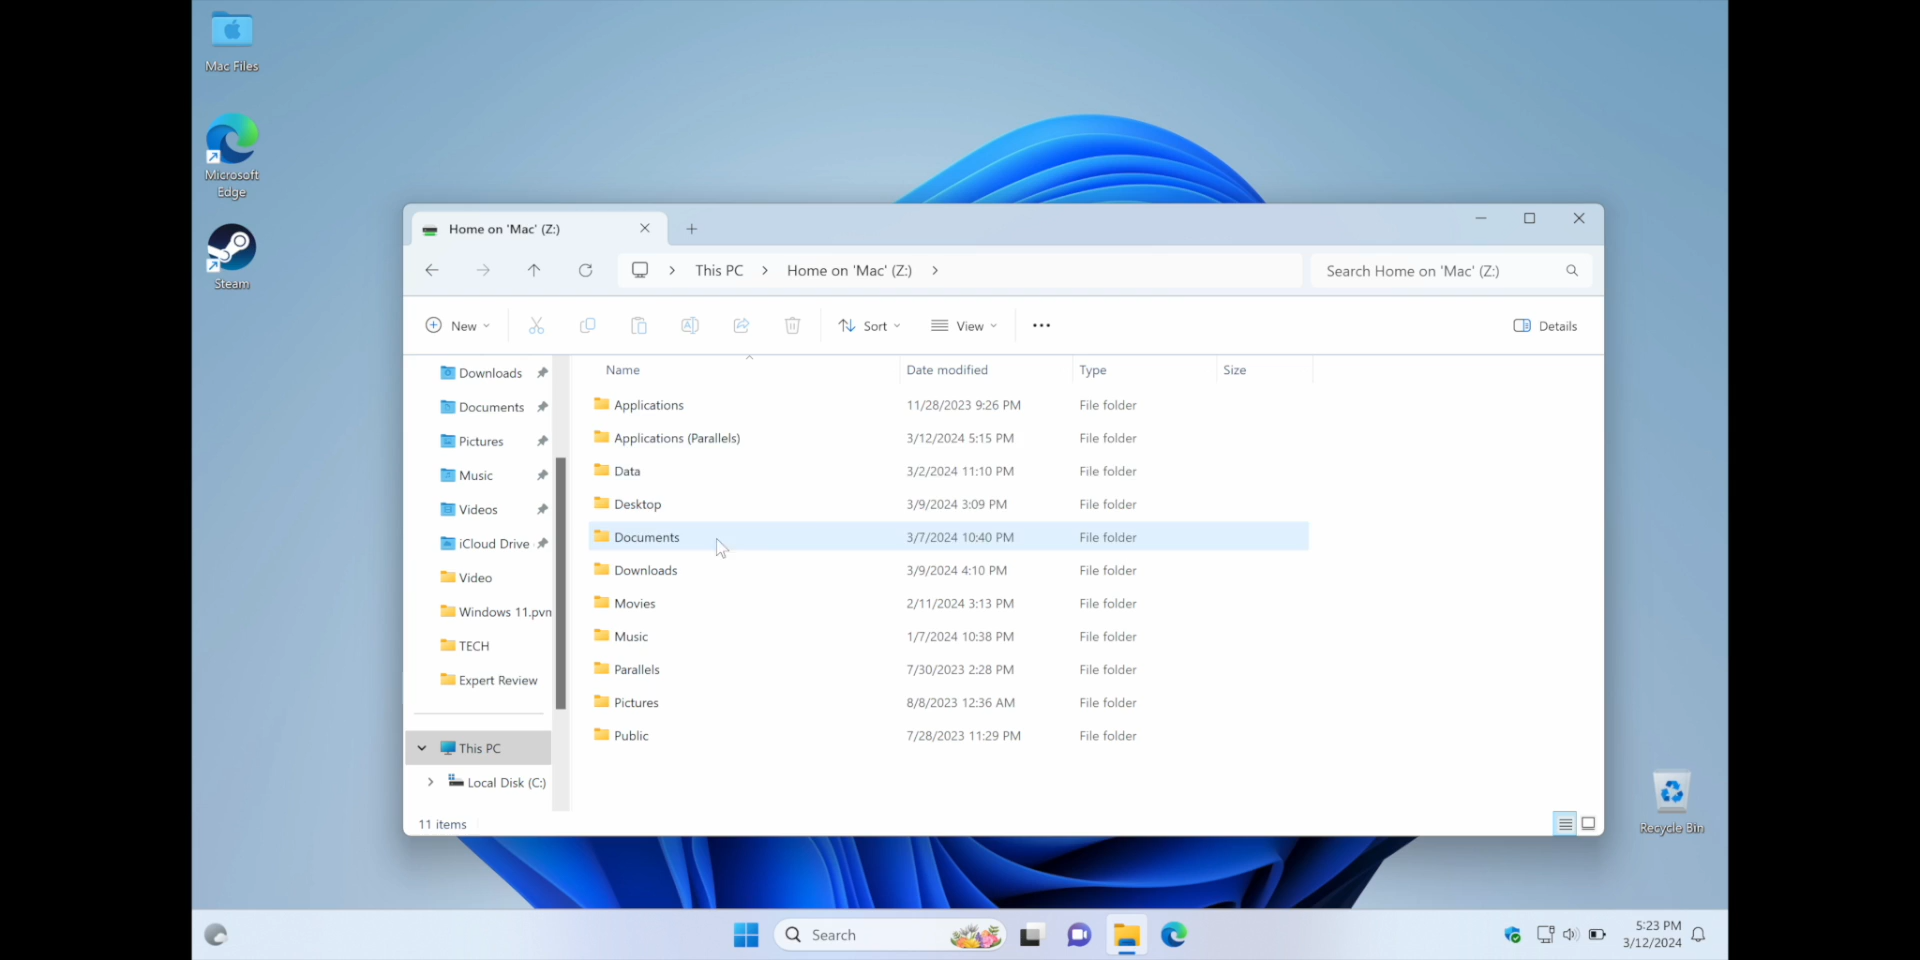 Mac Files
Microsoft
Edge
Steam
Home on 'Mac' (Z:)
This PC
Home on 'Mac' (Z:)
Search Home on 'Mac' (Z:)
New
Sort
View
Details
Downloads
Documents
Pictures
Music
Videos
iCloud Drive
Video
Windows 11.pvm
TECH
Expert Review
This PC
Local Disk (C:)
Name Date modified Type Size
Applications 11/28/2023 9:26 PM File folder
Applications (Parallels) 3/12/2024 5:15 PM File folder
Data 3/2/2024 11:10 PM File folder
Desktop 3/9/2024 3:09 PM File folder
Documents 3/7/2024 10:40 PM File folder
Downloads 3/9/2024 4:10 PM File folder
Movies 2/11/2024 3:13 PM File folder
Music 1/7/2024 10:38 PM File folder
Parallels 7/30/2023 2:28 PM File folder
Pictures 8/8/2023 12:36 AM File folder
Public 7/28/2023 11:29 PM File folder
11 items
Recycle Bin
Search
5:23 PM
3/12/2024